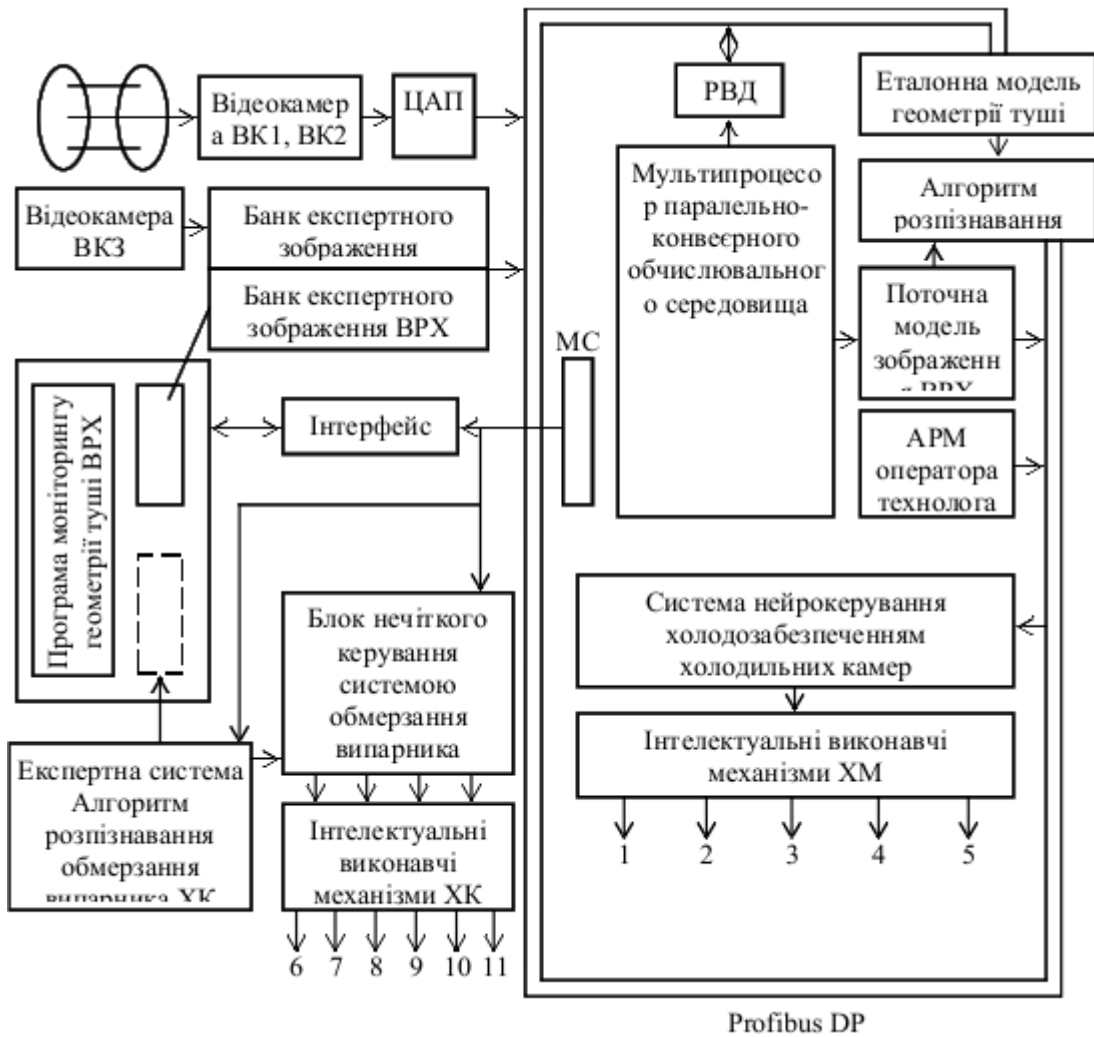 Відеокамер
а ВК1, ВК2
ЦАП
РВД
Еталонна модель
геометрії туші
Відеокамера
ВК3
Банк експертного
зображення
Банк експертного
зображення ВРХ
Мультипроцесо
р паралельно-
конвеєрного
обчислювальног
о середовища
Алгоритм
розпізнавання
Поточна
модель
зображенн
я ВРХ
МС
Програма моніторингу
геометрії туші ВРХ
Інтерфейс
АРМ
оператора
технолога
Блок нечіткого
керування
системою
обмерзання
випарника
Система нейрокерування
холодозабезпеченням
холодильних камер
Експертна система
Алгоритм
розпізнавання
обмерзання
випарника ХК
Інтелектуальні
виконавчі
механізми ХК
Інтелектуальні виконавчі
механізми ХМ
1 2 3 4 5
6 7 8 9 10 11
Profibus DP